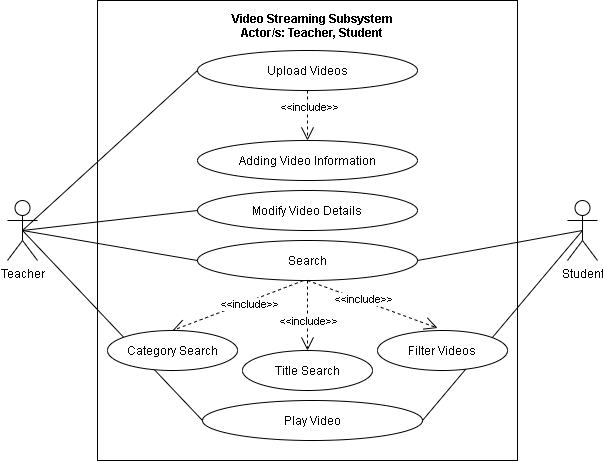 Video Streaming Subsystem
Actor/s: Teacher, Student
Upload Videos
<<include>>
Adding Video Information
Modify Video Details
Search
Teacher
Student
<<include>>
<<include>>
<<include>>
Category Search
Title Search
Filter Videos
Play Video